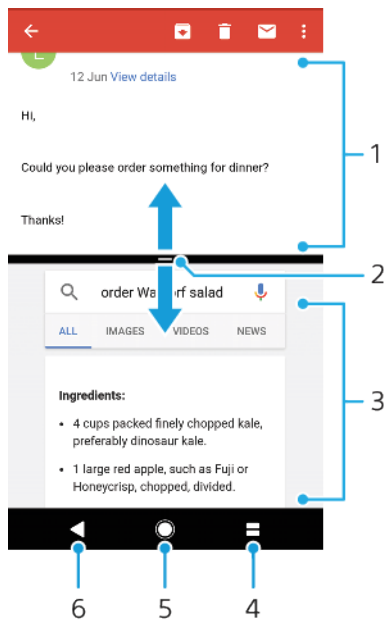 L
12 Jun View details
Hi,
Could you please order something for dinner?
Thanks!
1
2
order Wa rf salad
ALL IMAGES VIDEOS NEWS
3
Ingredients:
• 4 cups packed finely chopped kale,
preferably dinosaur kale.
• 1 large red apple, such as Fuji or
Honeycrisp, chopped, divided.
6 5 4